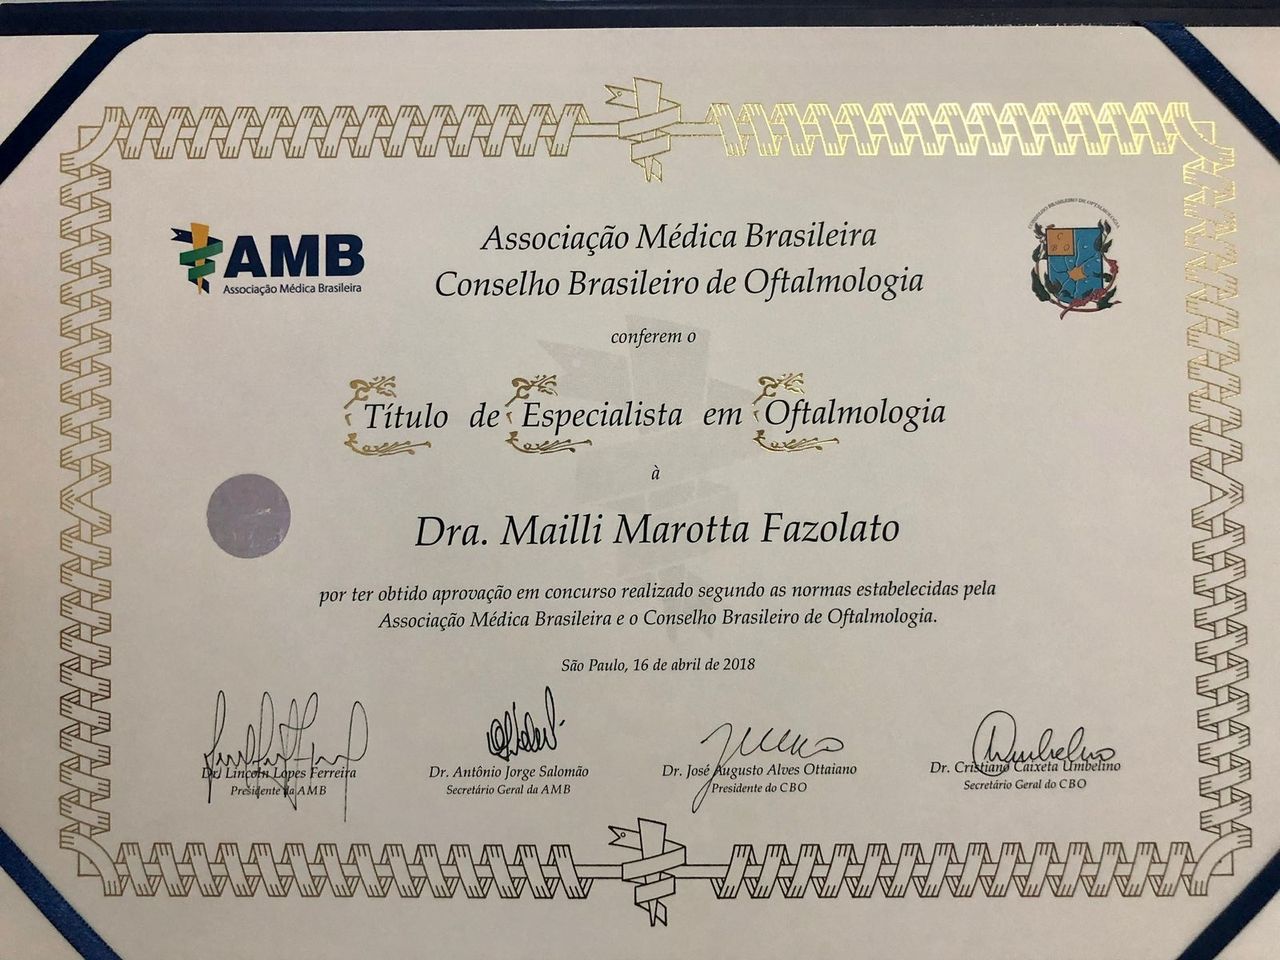 AMB
Associação Médica Brasileira
Associação Médica Brasileira
Conselho Brasileiro de Oftalmologia
CONSELHO BRASILEIRO DE OFTALMOLOGIA
C
B O
conferem o
Título de Especialista em Oftalmologia
à
Dra. Mailli Marotta Fazolato
por ter obtido aprovação em concurso realizado segundo as normas estabelecidas pela
Associação Médica Brasileira e o Conselho Brasileiro de Oftalmologia.
São Paulo, 16 de abril de 2018
Dr. Lincoln Lopes Ferreira
Presidente da AMB
Dr. Antônio Jorge Salomão
Secretário Geral da AMB
Dr. José Augusto Alves Ottaiano
Presidente do CBO
Dr. Cristiano Caixeta Umbelino
Secretário Geral do CBO